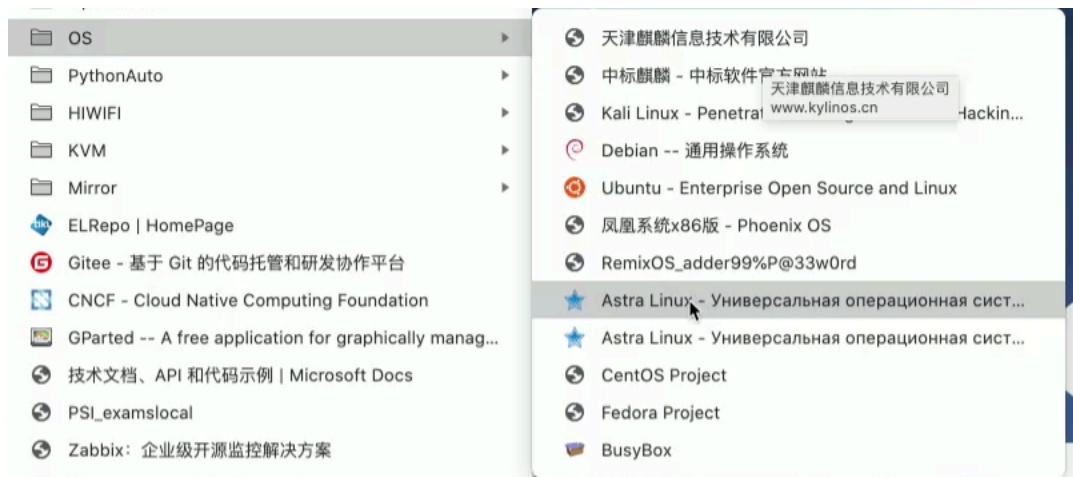 OS
PythonAuto
HIWIFI
KVM
Mirror
ELRepo | HomePage
Gitee - 基于 Git 的代码托管和研发协作平台
CNCF - Cloud Native Computing Foundation
GParted -- A free application for graphically manag...
技术文档、API 和代码示例 | Microsoft Docs
PSI_examslocal
Zabbix：企业级开源监控解决方案
天津麒麟信息技术有限公司
中标麒麟 - 中标软件官方网站
天津麒麟信息技术有限公司
www.kylinos.cn
Kali Linux - Penetrat Hackin...
Debian -- 通用操作系统
Ubuntu - Enterprise Open Source and Linux
凤凰系统x86版 - Phoenix OS
RemixOS_adder99%P@33w0rd
Astra Linux - Универсальная операционная сист...
Astra Linux - Универсальная операционная сист...
CentOS Project
Fedora Project
BusyBox